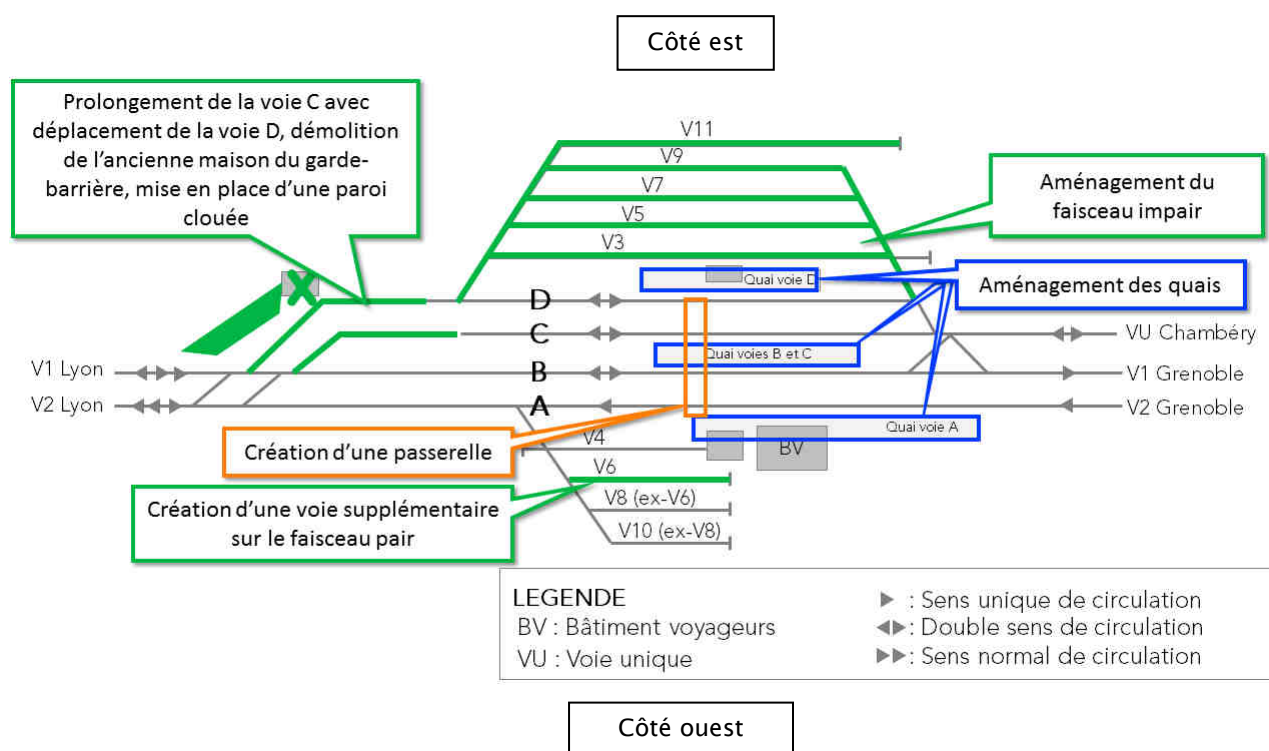 Côté est
Prolongement de la voie C avec
déplacement de la voie D, démolition
de l'ancienne maison du garde-
barrière, mise en place d'une paroi
clouée
V11
V9
V7
V5
V3
Aménagement du
faisceau impair
Quai voie D
Aménagement des quais
D
C
VU Chambéry
Quai voies B et C
V1 Lyon
B
V1 Grenoble
V2 Lyon
A
V2 Grenoble
Quai voie A
Création d'une passerelle
V4
BV
V6
Création d'une voie supplémentaire
sur le faisceau pair
V8 (ex-V6)
V10 (ex-V8)
LEGENDE
BV : Bâtiment voyageurs
VU : Voie unique
: Sens unique de circulation
: Double sens de circulation
: Sens normal de circulation
Côté ouest